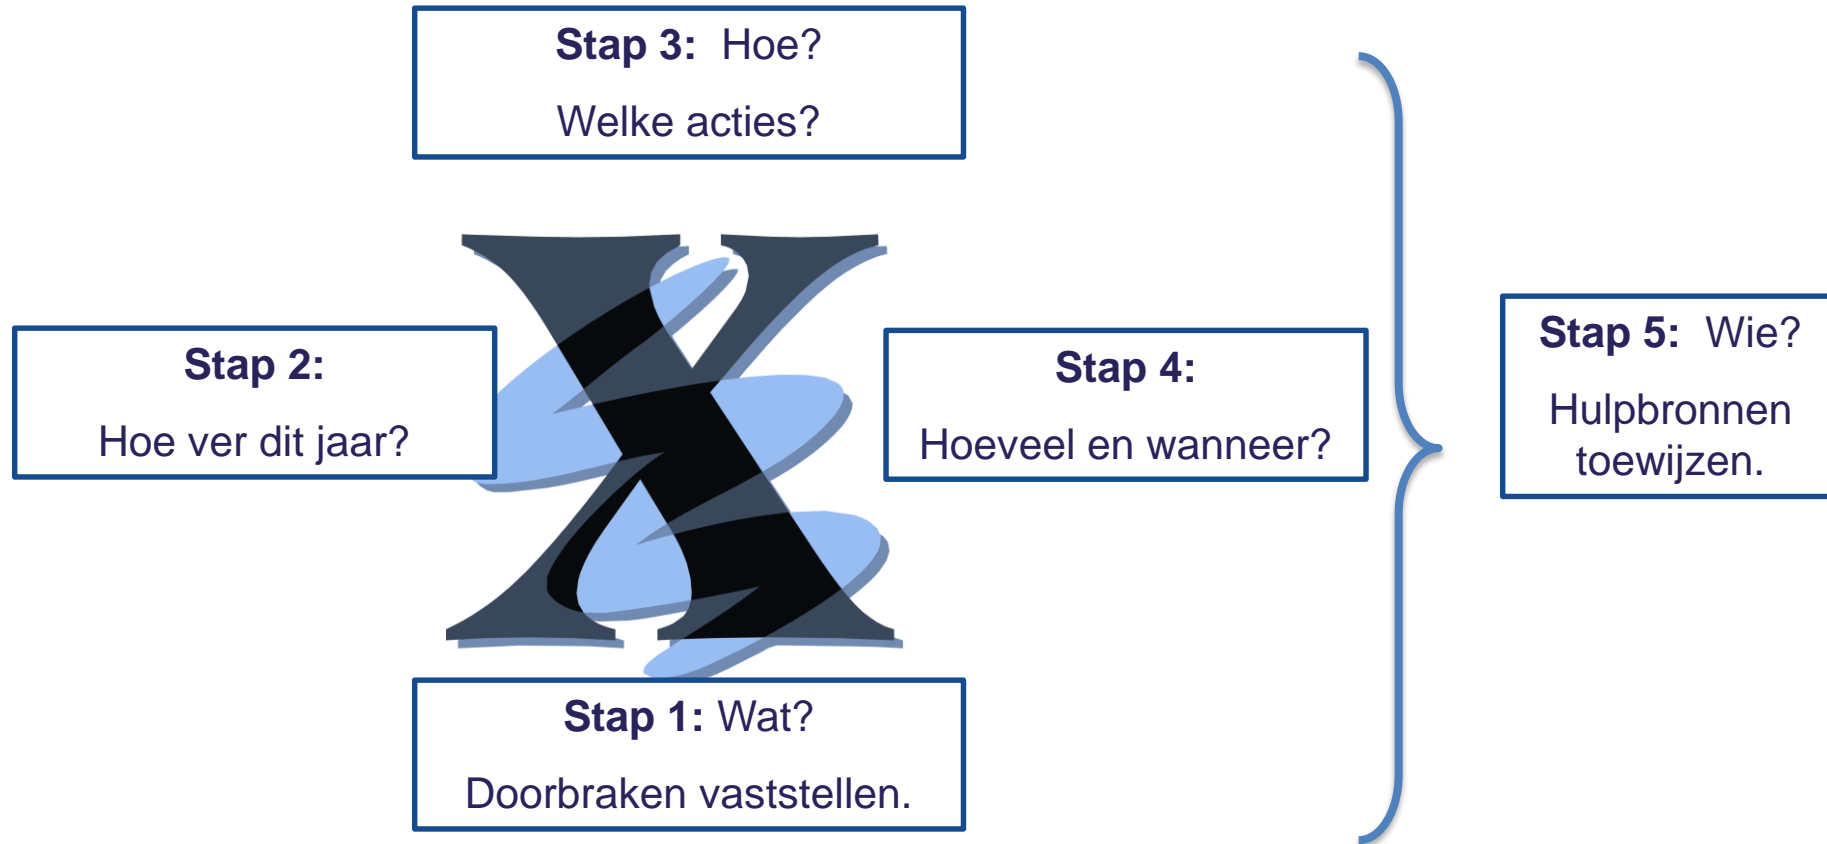 Stap 3: Hoe?
Welke acties?
Stap 2:
Hoe ver dit jaar?
X
Stap 4:
Hoeveel en wanneer?
Stap 5: Wie?
Hulpbronnen
toewijzen.
Stap 1: Wat?
Doorbraken vaststellen.